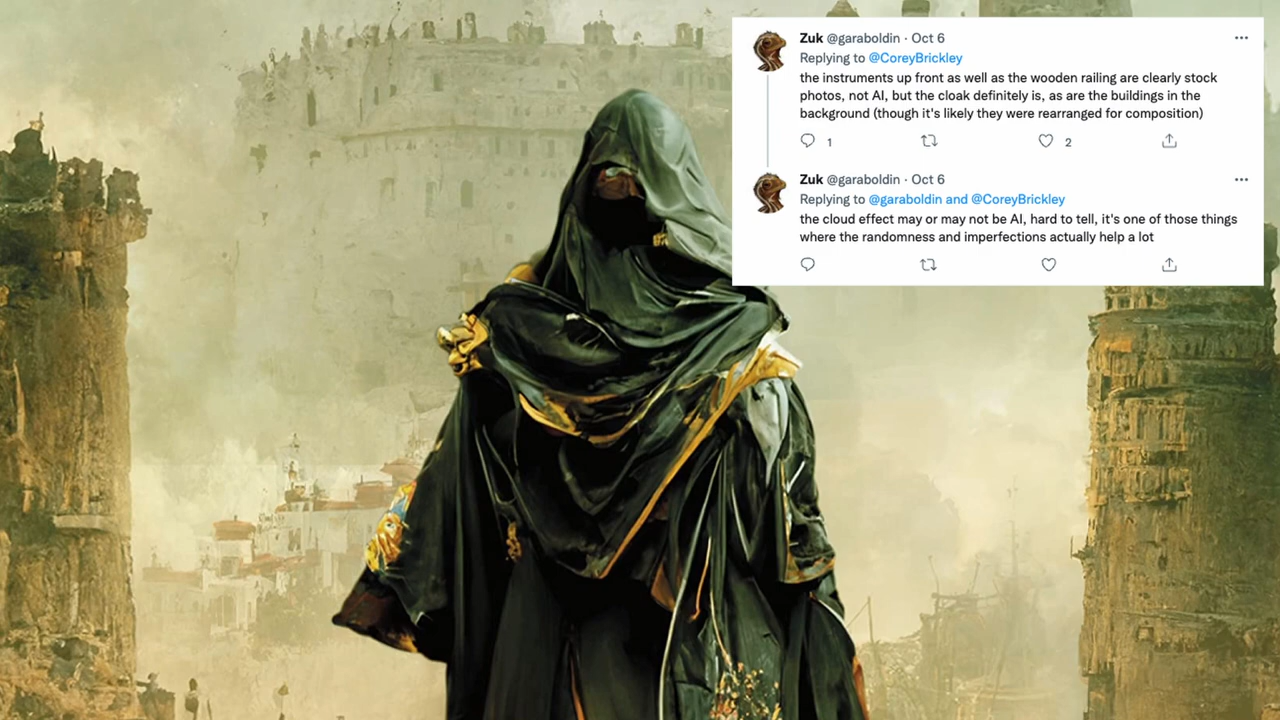 Zuk @garaboldin · Oct 6
Replying to @CoreyBrickley
the instruments up front as well as the wooden railing are clearly stock
photos, not AI, but the cloak definitely is, as are the buildings in the
background (though it's likely they were rearranged for composition)
1 2
Zuk @garaboldin · Oct 6
Replying to @garaboldin and @CoreyBrickley
the cloud effect may or may not be AI, hard to tell, it's one of those things
where the randomness and imperfections actually help a lot